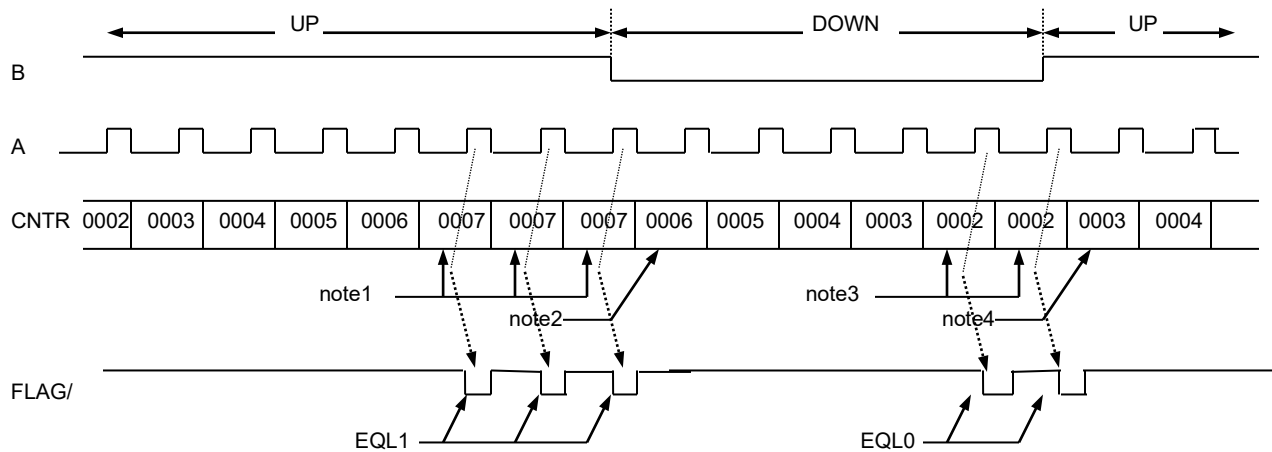 UP DOWN UP
B
A
CNTR 0002 0003 0004 0005 0006 0007 0007 0007 0006 0005 0004 0003 0002 0002 0003 0004
note1 note3
note2 note4
FLAG/
EQL1 EQL0